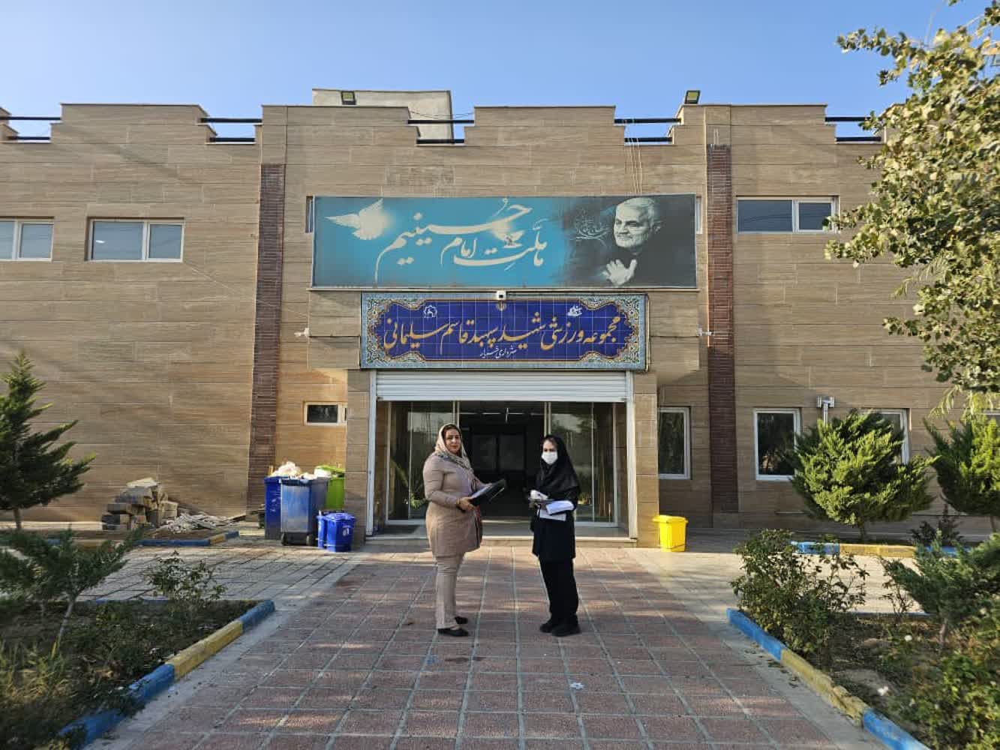 ما ملت امام حسینیم
مجموعه ورزشی شهید سپهبد قاسم سلیمانی